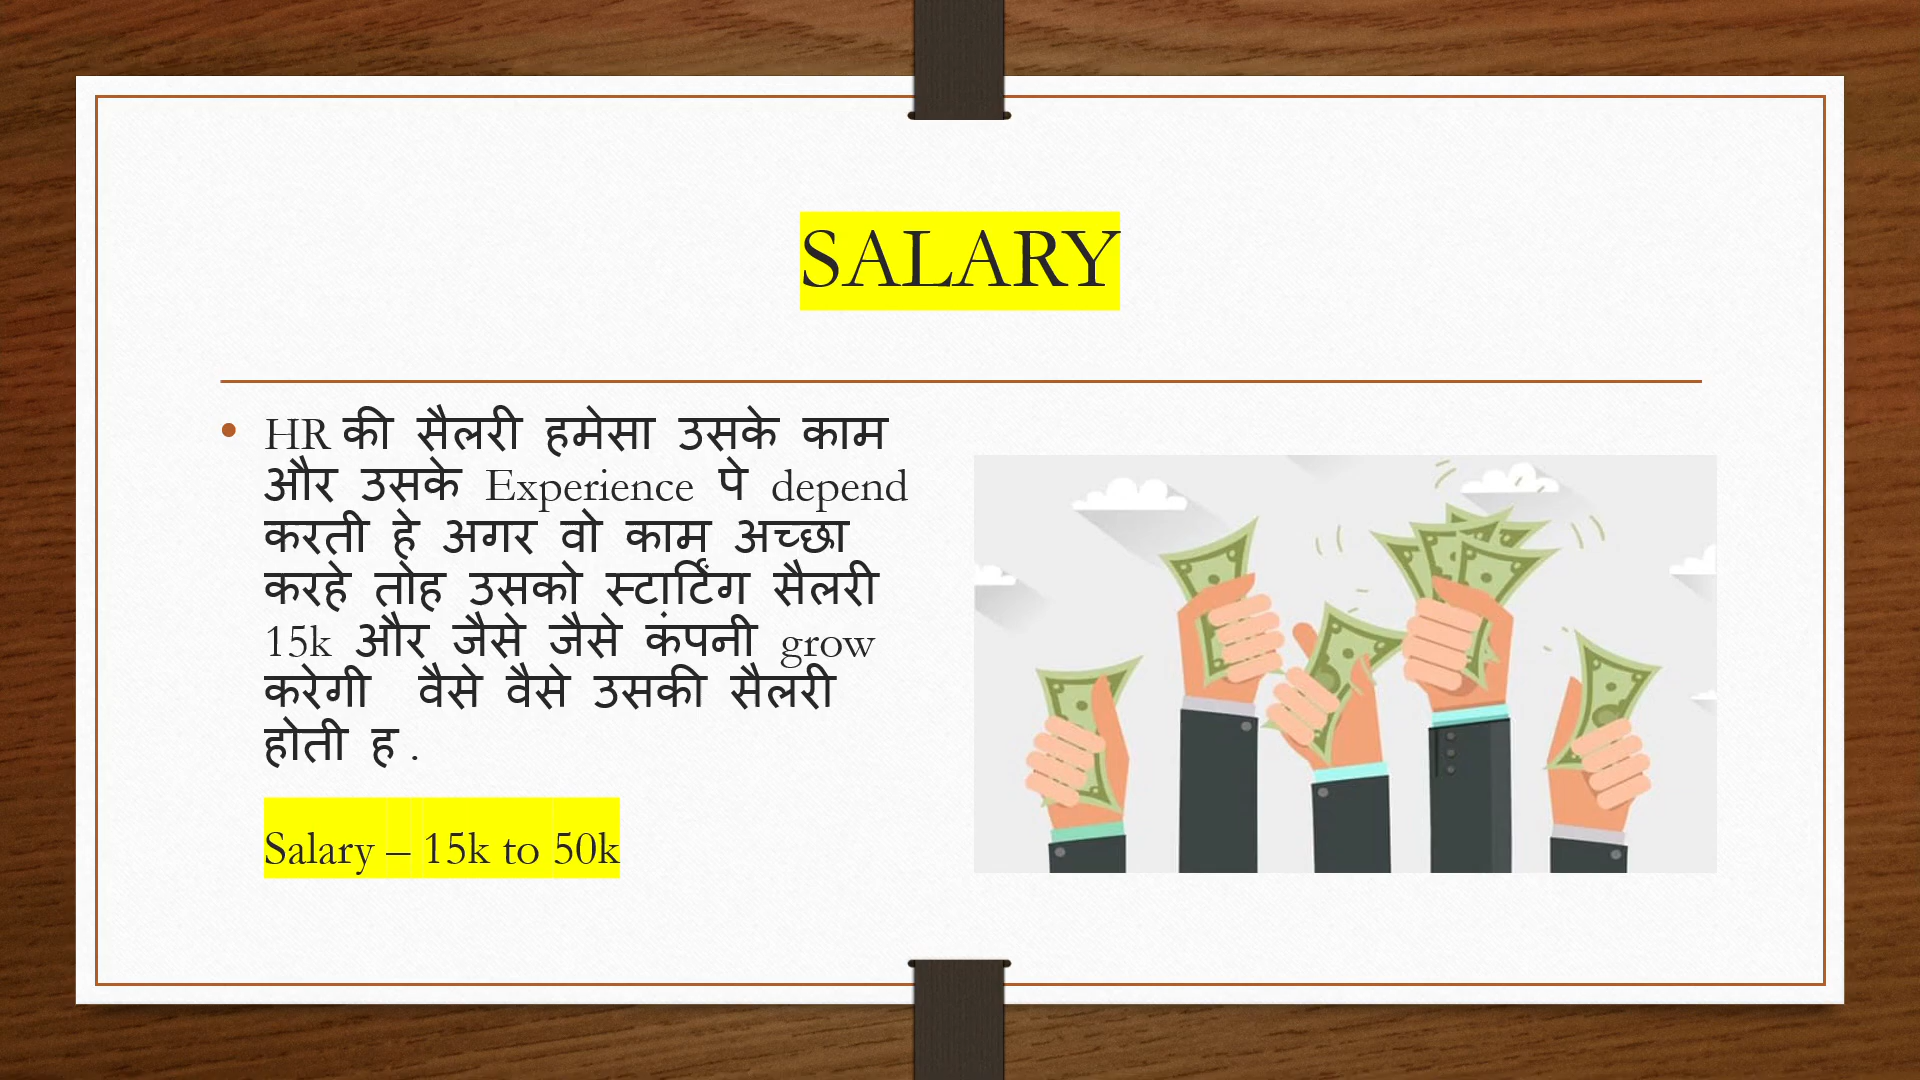 SALARY
• HR की सैलरी हमेसा उसके काम
और उसके Experience पे depend
करती हे अगर वो काम अच्छा
करहे तोह उसको स्टार्टिंग सैलरी
15k और जैसे जैसे कंपनी grow
करेगी वैसे वैसे उसकी सैलरी
होती ह .
Salary – 15k to 50k